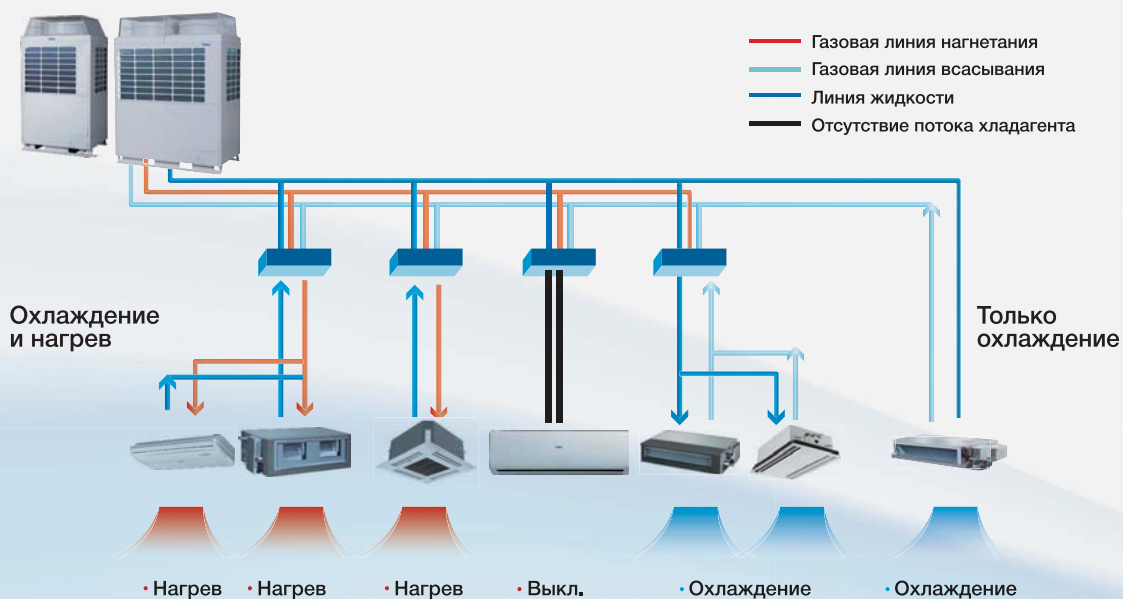 Газовая линия нагнетания
Газовая линия всасывания
Линия жидкости
Отсутствие потока хладагента
Охлаждение
и нагрев
Только
охлаждение
• Нагрев • Нагрев • Нагрев • Выкл. • Охлаждение • Охлаждение